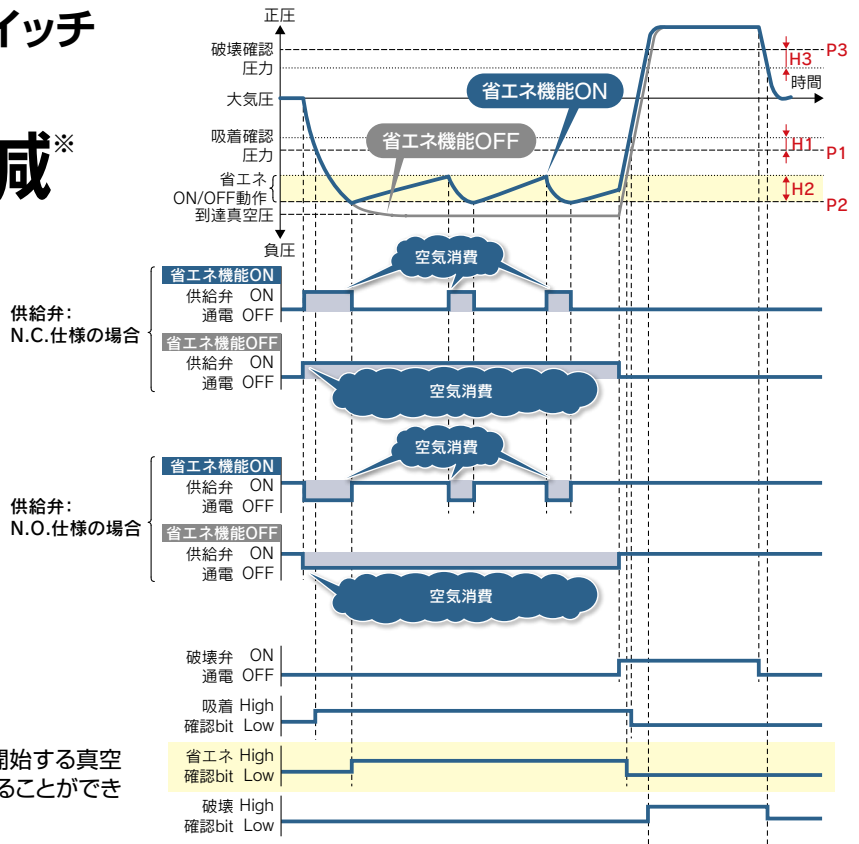 イッチ
減※
正圧
破壊確認
圧力
P3
H3
時間
大気圧
省エネ機能ON
吸着確認
圧力
省エネ機能OFF
H1
P1
省エネ
ON/OFF動作
H2
P2
到達真空圧
負圧
供給弁:
N.C.仕様の場合
省エネ機能ON
供給弁 ON
通電 OFF
空気消費
省エネ機能OFF
供給弁 ON
通電 OFF
空気消費
供給弁:
N.O.仕様の場合
省エネ機能ON
供給弁 ON
通電 OFF
空気消費
省エネ機能OFF
供給弁 ON
通電 OFF
空気消費
破壊弁 ON
通電 OFF
吸着 High
確認bit Low
開始する真空
ることができ
省エネ High
確認bit Low
破壊 High
確認bit Low